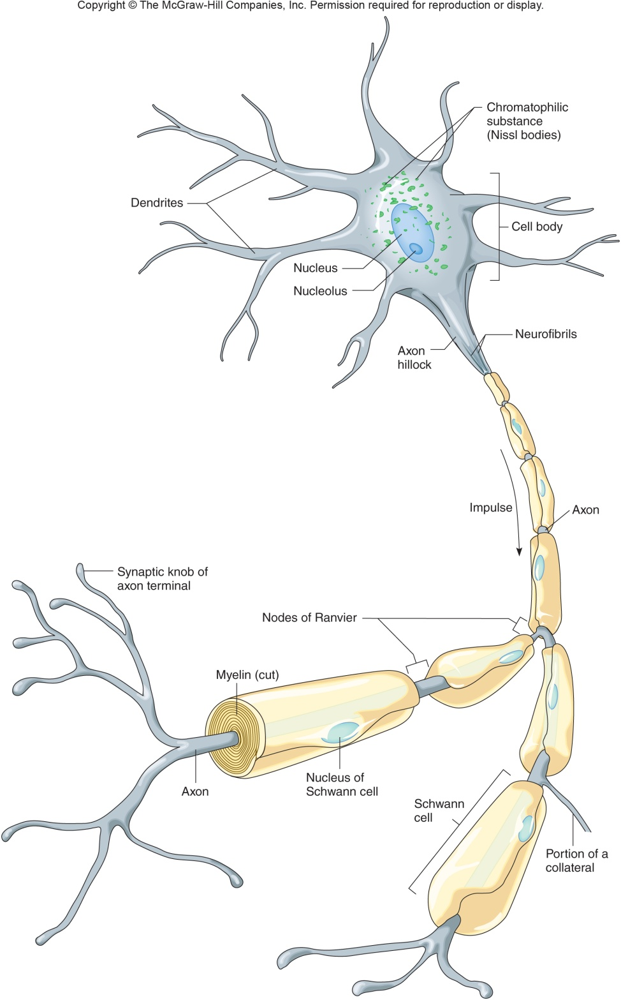 Copyright © The McGraw-Hill Companies, Inc. Permission required for reproduction or display.
Chromatophilic
substance
(Nissl bodies)
Dendrites
Cell body
Nucleus
Nucleolus
Neurofibrils
Axon
hillock
Impulse
Axon
Synaptic knob of
axon terminal
Nodes of Ranvier
Myelin (cut)
Axon
Nucleus of
Schwann cell
Schwann
cell
Portion of a
collateral